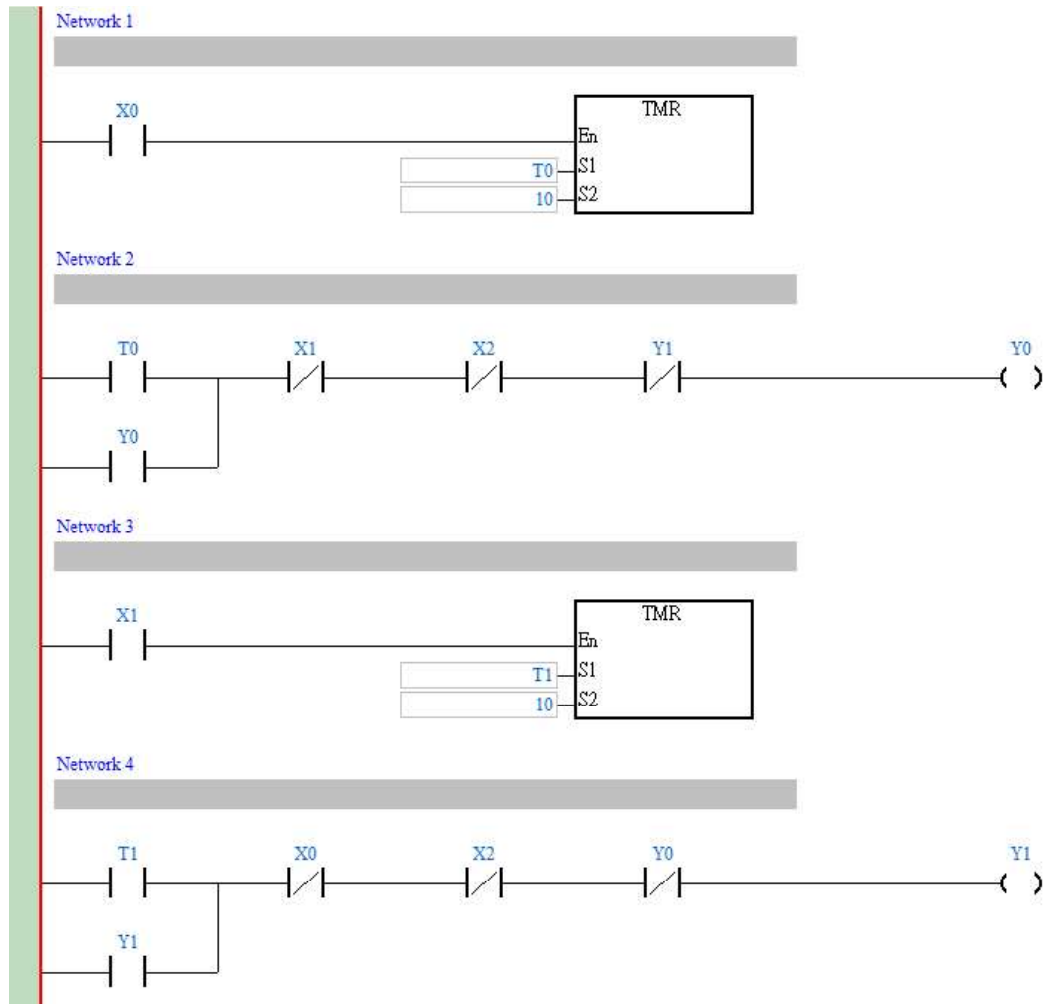 Network 1
X0
TMR
En
T0 S1
10 S2
Network 2
T0 X1 X2 Y1 Y0
Y0
Network 3
X1
TMR
En
T1 S1
10 S2
Network 4
T1 X0 X2 Y0 Y1
Y1